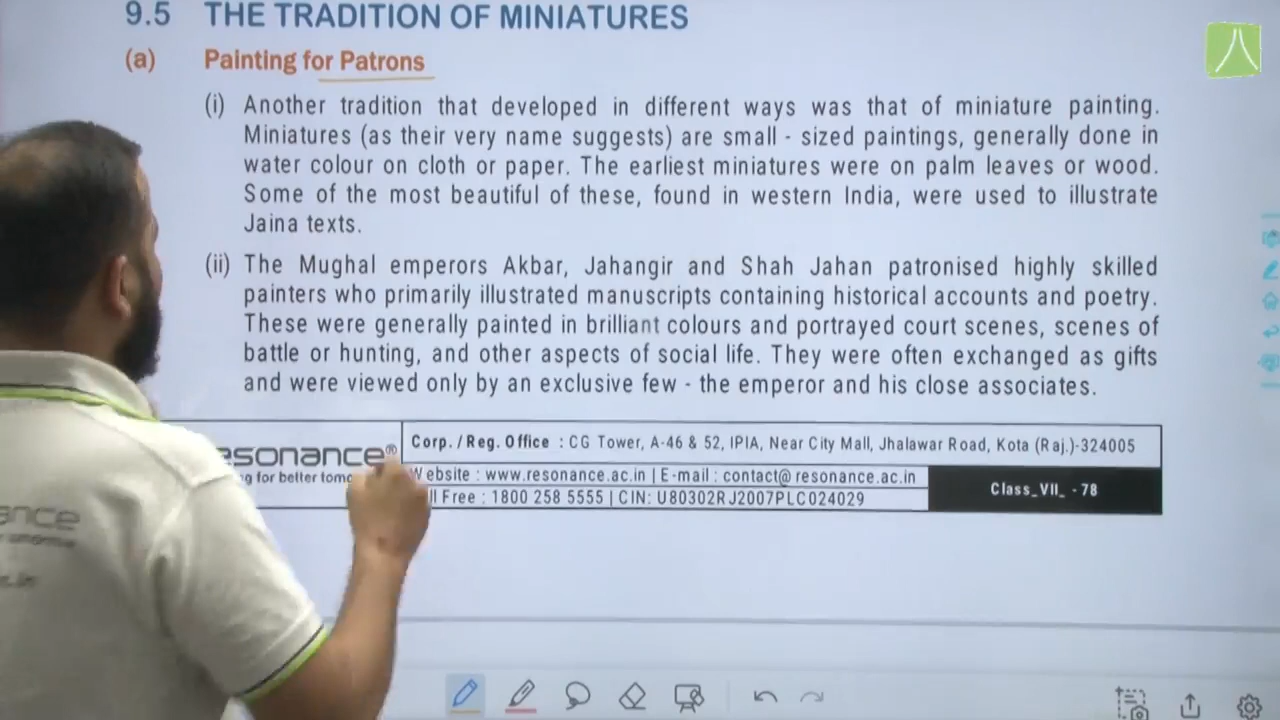 9.5 THE TRADITION OF MINIATURES
(a) Painting for Patrons
(i) Another tradition that developed in different ways was that of miniature painting.
Miniatures (as their very name suggests) are small - sized paintings, generally done in
water colour on cloth or paper. The earliest miniatures were on palm leaves or wood.
Some of the most beautiful of these, found in western India, were used to illustrate
Jaina texts.
(ii) The Mughal emperors Akbar, Jahangir and Shah Jahan patronised highly skilled
painters who primarily illustrated manuscripts containing historical accounts and poetry.
These were generally painted in brilliant colours and portrayed court scenes, scenes of
battle or hunting, and other aspects of social life. They were often exchanged as gifts
and were viewed only by an exclusive few - the emperor and his close associates.
esonance®
for better
Corp. / Reg. Office : CG Tower, A-46 & 52, IPIA, Near City Mall, Jhalawar Road, Kota (Raj.)-324005
Website : www.resonance.ac.in | E-mail : contact@ resonance.ac.in
Free : 1800 258 5555 | CIN: U80302RJ2007PLC024029
Class_VII_ - 78